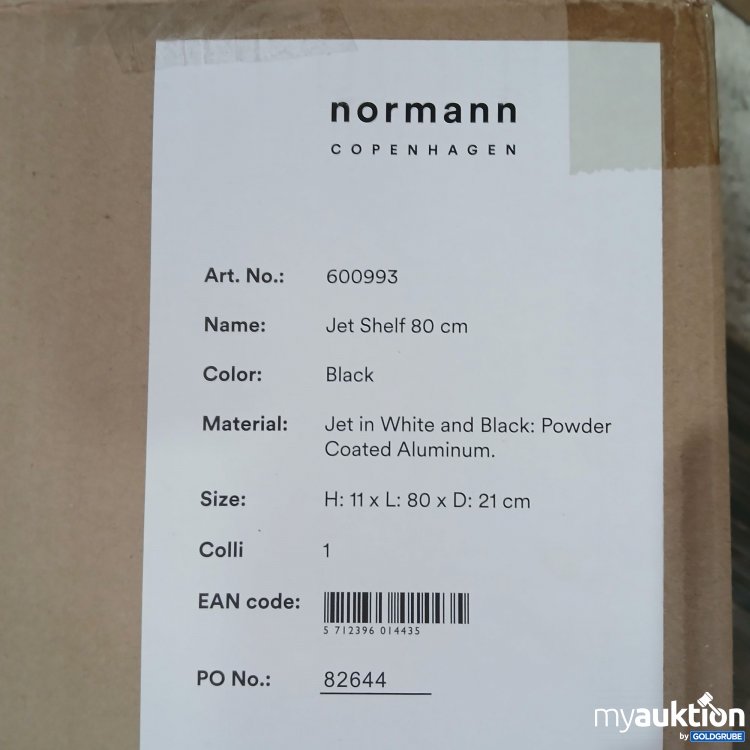 normann
COPENHAGEN
Art. No.: 600993
Name: Jet Shelf 80 cm
Color: Black
Material: Jet in White and Black: Powder
Coated Aluminum.
Size: H: 11 x L: 80 x D: 21 cm
Colli 1
EAN code:
5 712396 014435
PO No.: 82644
myauktion
by GOLDGRUBE